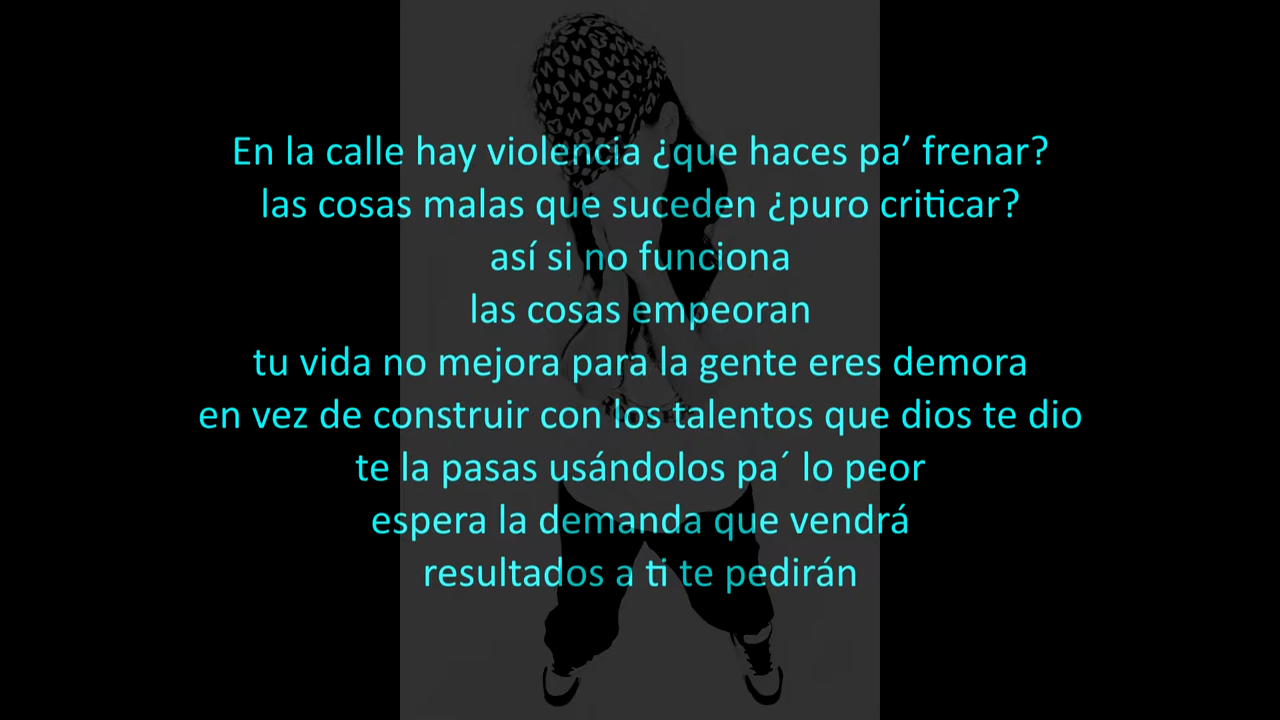 En la calle hay violencia ¿que haces pa’ frenar?
las cosas malas que suceden ¿puro criticar?
así si no funciona
las cosas empeoran
tu vida no mejora para la gente eres demora
en vez de construir con los talentos que dios te dio
te la pasas usándolos pa´ lo peor
espera la demanda que vendrá
resultados a ti te pedirán